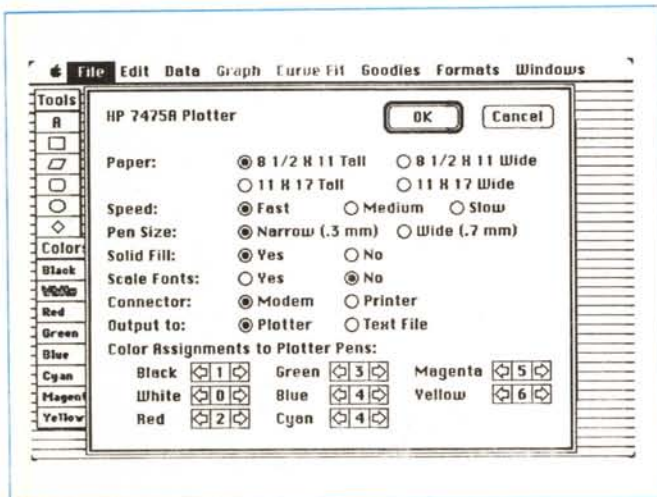 File Edit Data Graph Curve Fit Goodies Formats Windows
Tools
A
Colors
Black
White
Red
Green
Blue
Cyan
Magent
Yellow
HP 7475A Plotter
OK Cancel
Paper: 8 1/2 X 11 Tall 8 1/2 X 11 Wide
11 X 17 Tall 11 X 17 Wide
Speed: Fast Medium Slow
Pen Size: Narrow (.3 mm) Wide (.7 mm)
Solid Fill: Yes No
Scale Fonts: Yes No
Connector: Modem Printer
Output to: Plotter Text File
Color Assignments to Plotter Pens:
Black 1 Green 3 Magenta 5
White 0 Blue 4 Yellow 6
Red 2 Cyan 4